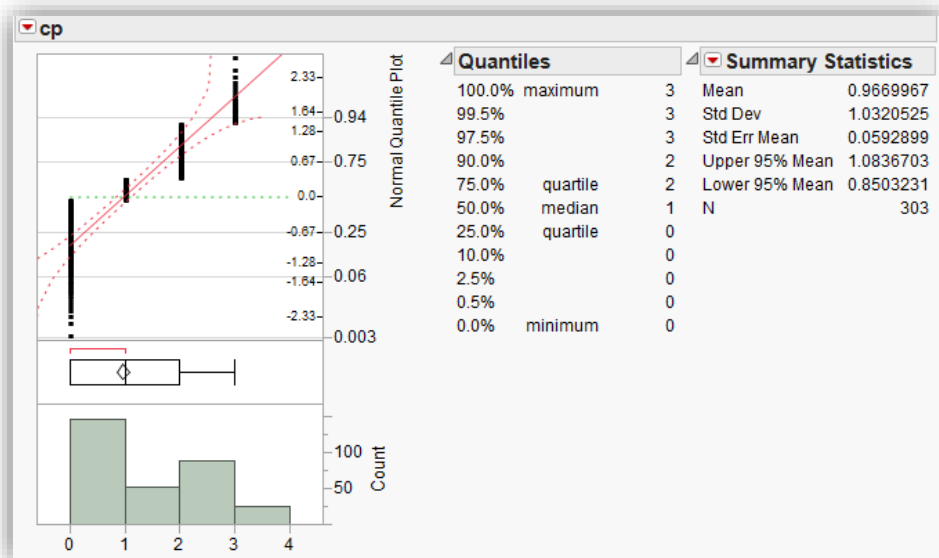 cp
2.33
1.64
1.28
0.67
0.0
-0.67
-1.28
-1.64
-2.33
0.94
0.75
0.25
0.06
0.003
Normal Quantile Plot
100
50
Count
0 1 2 3 4
Quantiles
100.0% maximum 3
99.5% 3
97.5% 3
90.0% 2
75.0% quartile 2
50.0% median 1
25.0% quartile 0
10.0% 0
2.5% 0
0.5% 0
0.0% minimum 0
Summary Statistics
Mean 0.9669967
Std Dev 1.0320525
Std Err Mean 0.0592899
Upper 95% Mean 1.0836703
Lower 95% Mean 0.8503231
N 303